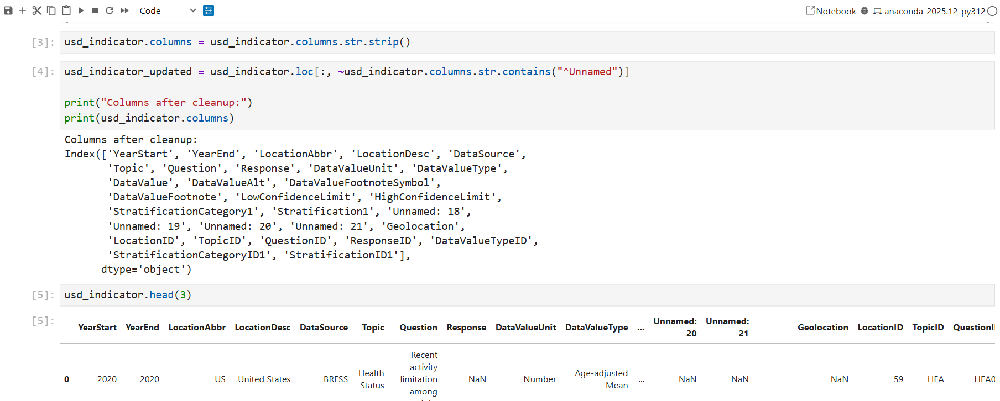 Code
Notebook anaconda-2025.12-py312
[3]: usd_indicator.columns = usd_indicator.columns.str.strip()
[4]: usd_indicator_updated = usd_indicator.loc[:, ~usd_indicator.columns.str.contains("^Unnamed")]
print("Columns after cleanup:")
print(usd_indicator.columns)
Columns after cleanup:
Index(['YearStart', 'YearEnd', 'LocationAbbr', 'LocationDesc', 'DataSource',
'Topic', 'Question', 'Response', 'DataValueUnit', 'DataValueType',
'DataValue', 'DataValueAlt', 'DataValueFootnoteSymbol',
'DataValueFootnote', 'LowConfidenceLimit', 'HighConfidenceLimit',
'StratificationCategory1', 'Stratification1', 'Unnamed: 18',
'Unnamed: 19', 'Unnamed: 20', 'Unnamed: 21', 'Geolocation',
'LocationID', 'TopicID', 'QuestionID', 'ResponseID', 'DataValueTypeID',
'StratificationCategoryID1', 'StratificationID1'],
dtype='object')
[5]: usd_indicator.head(3)
[5]:
YearStart YearEnd LocationAbbr LocationDesc DataSource Topic Question Response DataValueUnit DataValueType ... Unnamed: 20 Unnamed: 21 Geolocation LocationID TopicID
0 2020 2020 US United States BRFSS Health Status Recent activity limitation among NaN Number Age-adjusted Mean ... NaN NaN NaN 59 HEA